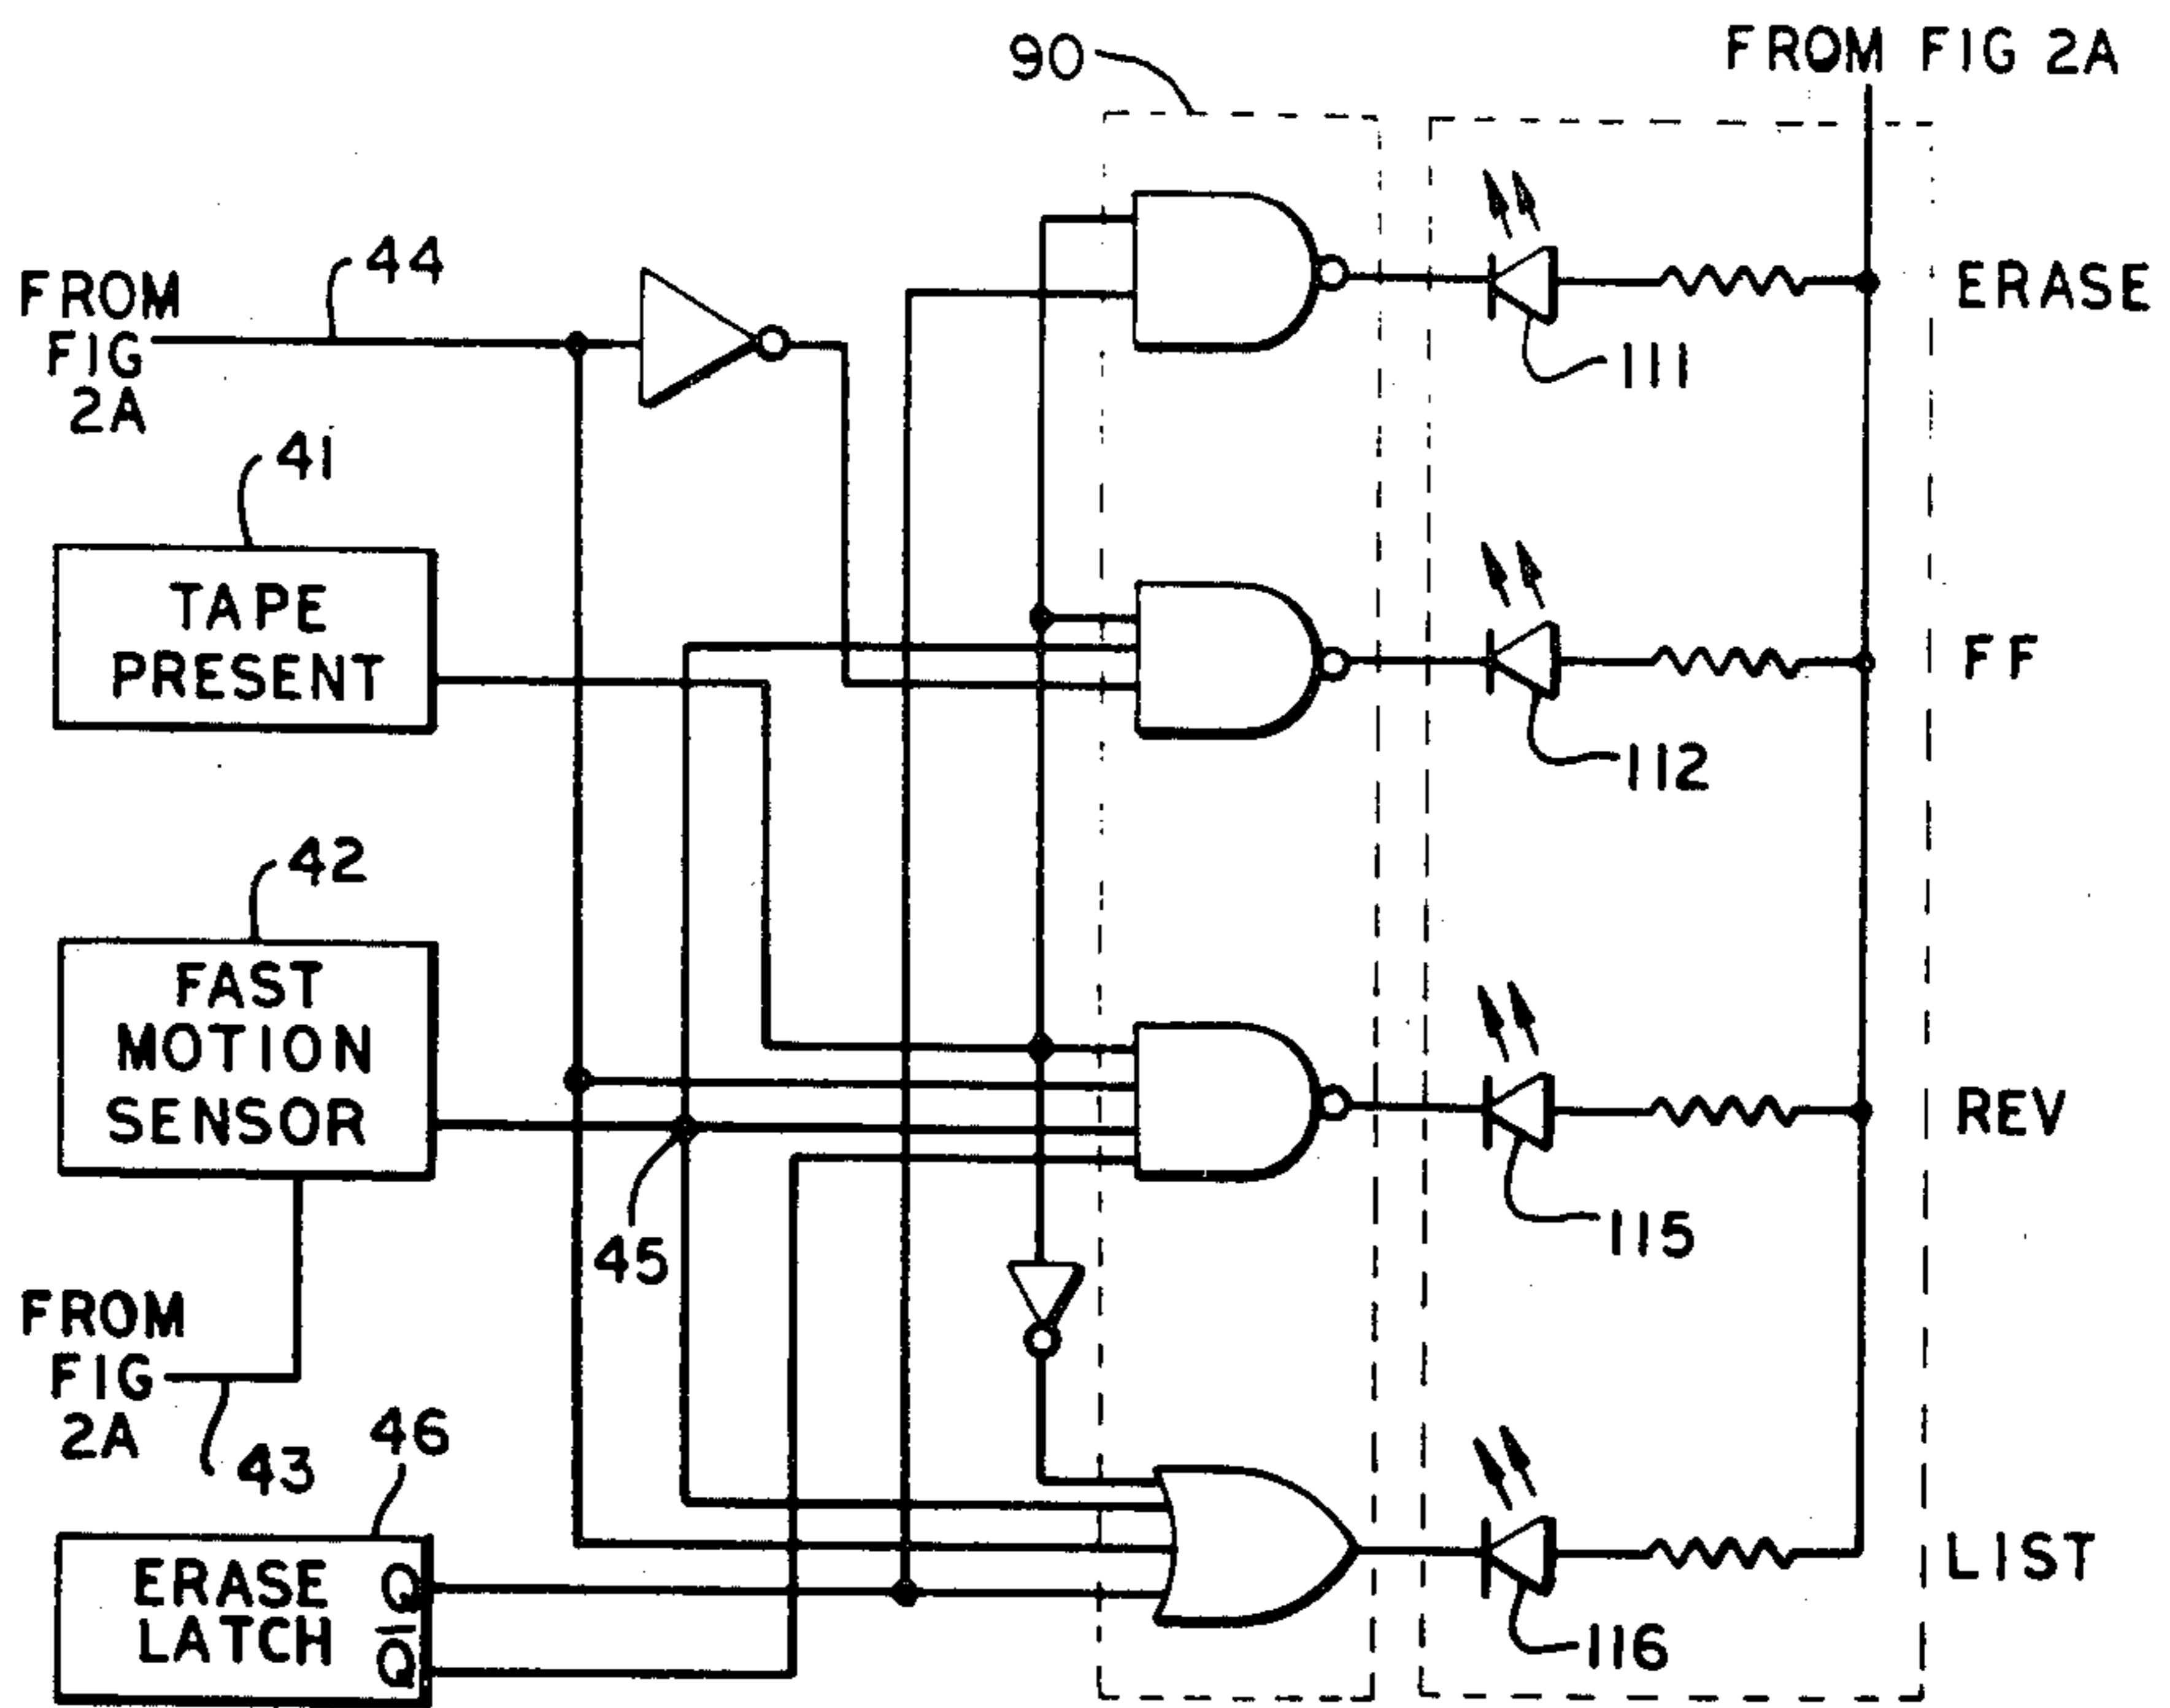 FROM FIG 2A
90
44
FROM
FIG
2A
ERASE
111
41
TAPE
PRESENT
FF
112
42
FAST
MOTION
SENSOR
REV
115
45
FROM
FIG
2A
43
46
ERASE
LATCH
Q
Q̅
LIST
116